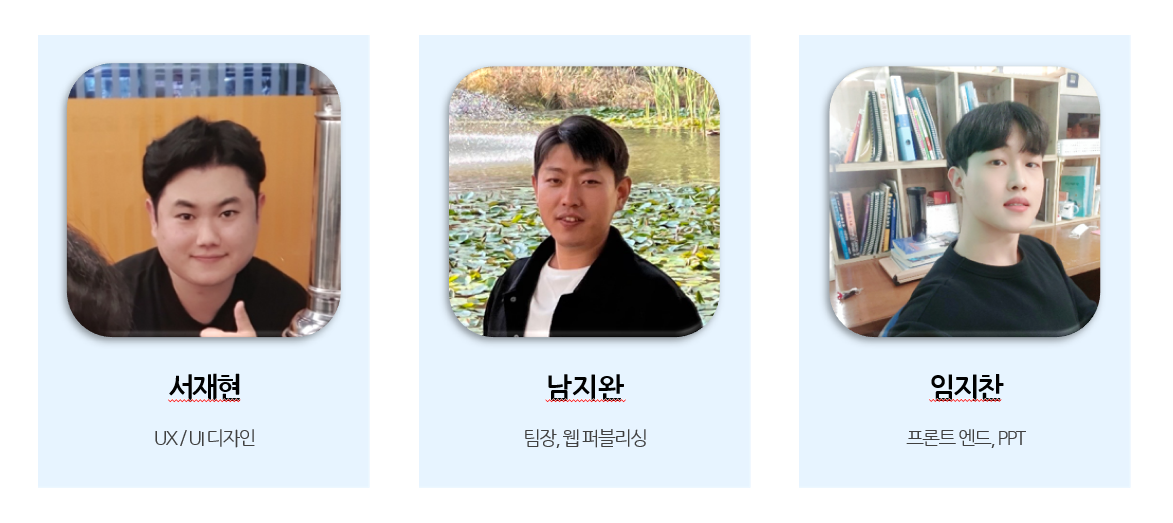 서재현
UX / UI 디자인
남지완
팀장, 웹 퍼블리싱
임지찬
프론트 엔드, PPT